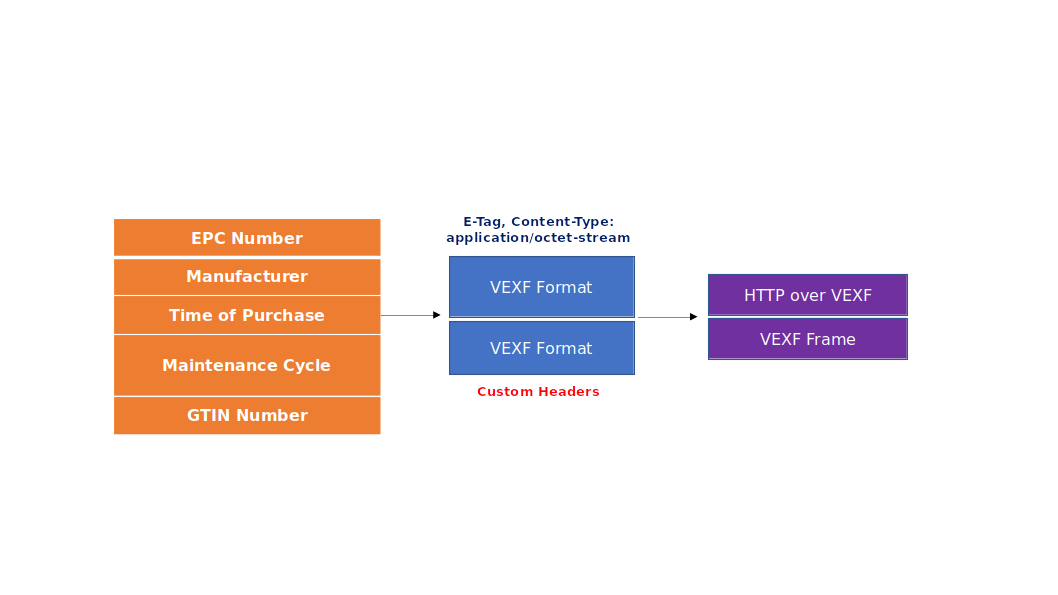 EPC Number
Manufacturer
Time of Purchase
Maintenance Cycle
GTIN Number
E-Tag, Content-Type:
application/octet-stream
VEXF Format
VEXF Format
Custom Headers
HTTP over VEXF
VEXF Frame